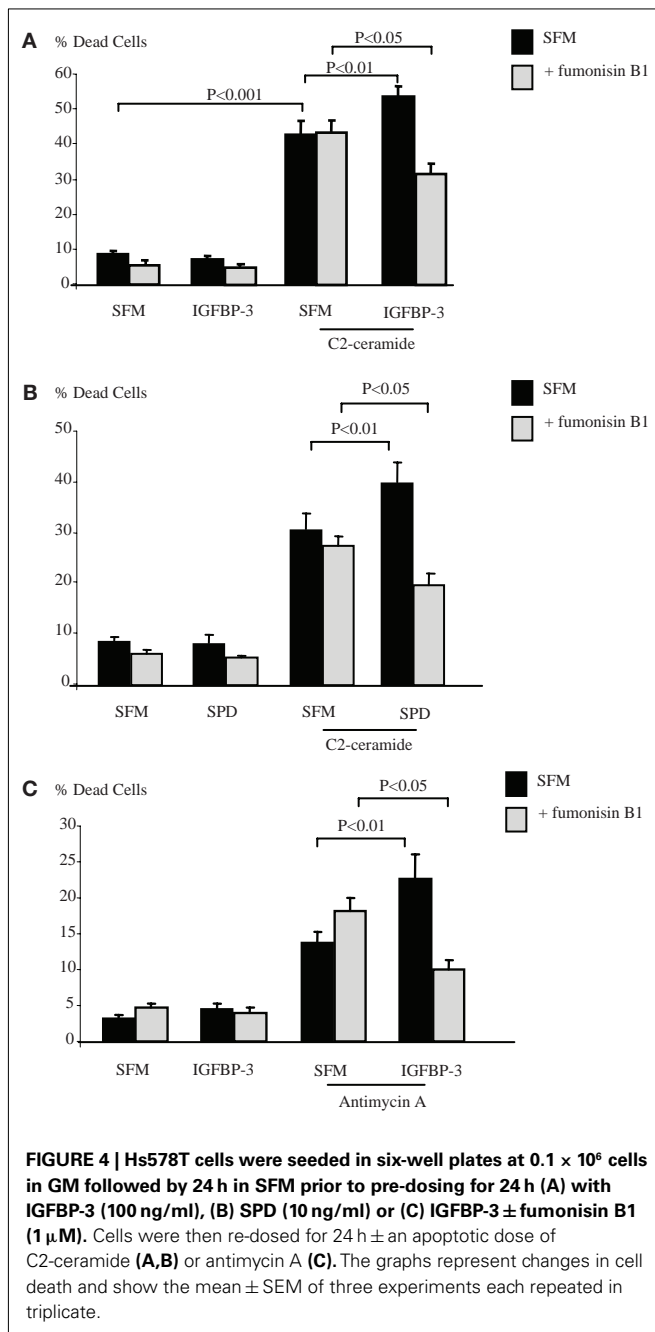 A % Dead Cells
P<0.05
P<0.01
P<0.001
SFM
+ fumonisin B1
60
50
40
30
20
10
0
SFM IGFBP-3 SFM IGFBP-3
C2-ceramide
B % Dead Cells
P<0.05
P<0.01
SFM
+ fumonisin B1
50
40
30
20
10
0
SFM SPD SFM SPD
C2-ceramide
C % Dead Cells
P<0.05
P<0.01
SFM
+ fumonisin B1
30
25
20
15
10
5
0
SFM IGFBP-3 SFM IGFBP-3
Antimycin A
FIGURE 4 | Hs578T cells were seeded in six-well plates at 0.1 × 10⁶ cells
in GM followed by 24 h in SFM prior to pre-dosing for 24 h (A) with
IGFBP-3 (100 ng/ml), (B) SPD (10 ng/ml) or (C) IGFBP-3 ± fumonisin B1
(1 μM). Cells were then re-dosed for 24 h ± an apoptotic dose of
C2-ceramide (A,B) or antimycin A (C). The graphs represent changes in cell
death and show the mean ± SEM of three experiments each repeated in
triplicate.